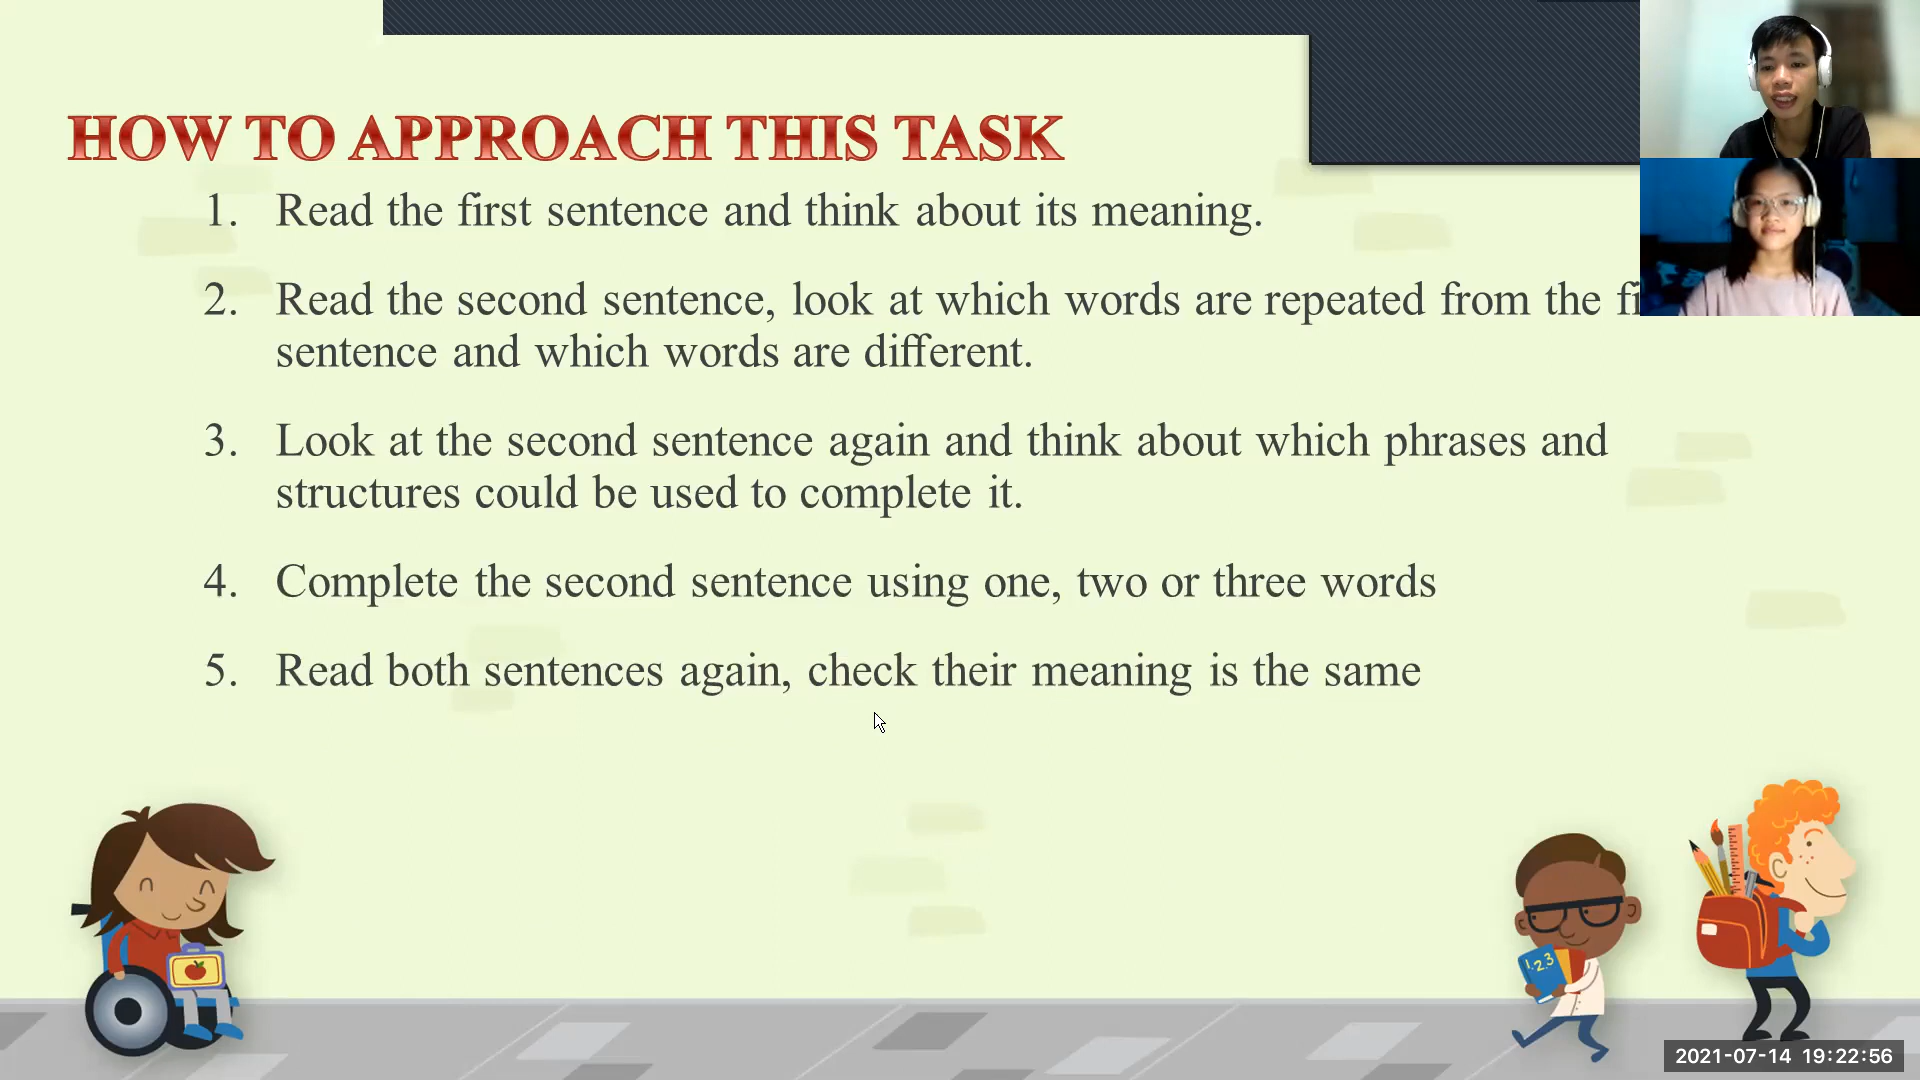 HOW TO APPROACH THIS TASK
1. Read the first sentence and think about its meaning.
2. Read the second sentence, look at which words are repeated from the
sentence and which words are different.
3. Look at the second sentence again and think about which phrases and
structures could be used to complete it.
4. Complete the second sentence using one, two or three words
5. Read both sentences again, check their meaning is the same
1.2.3
2021-07-14 19:22:56